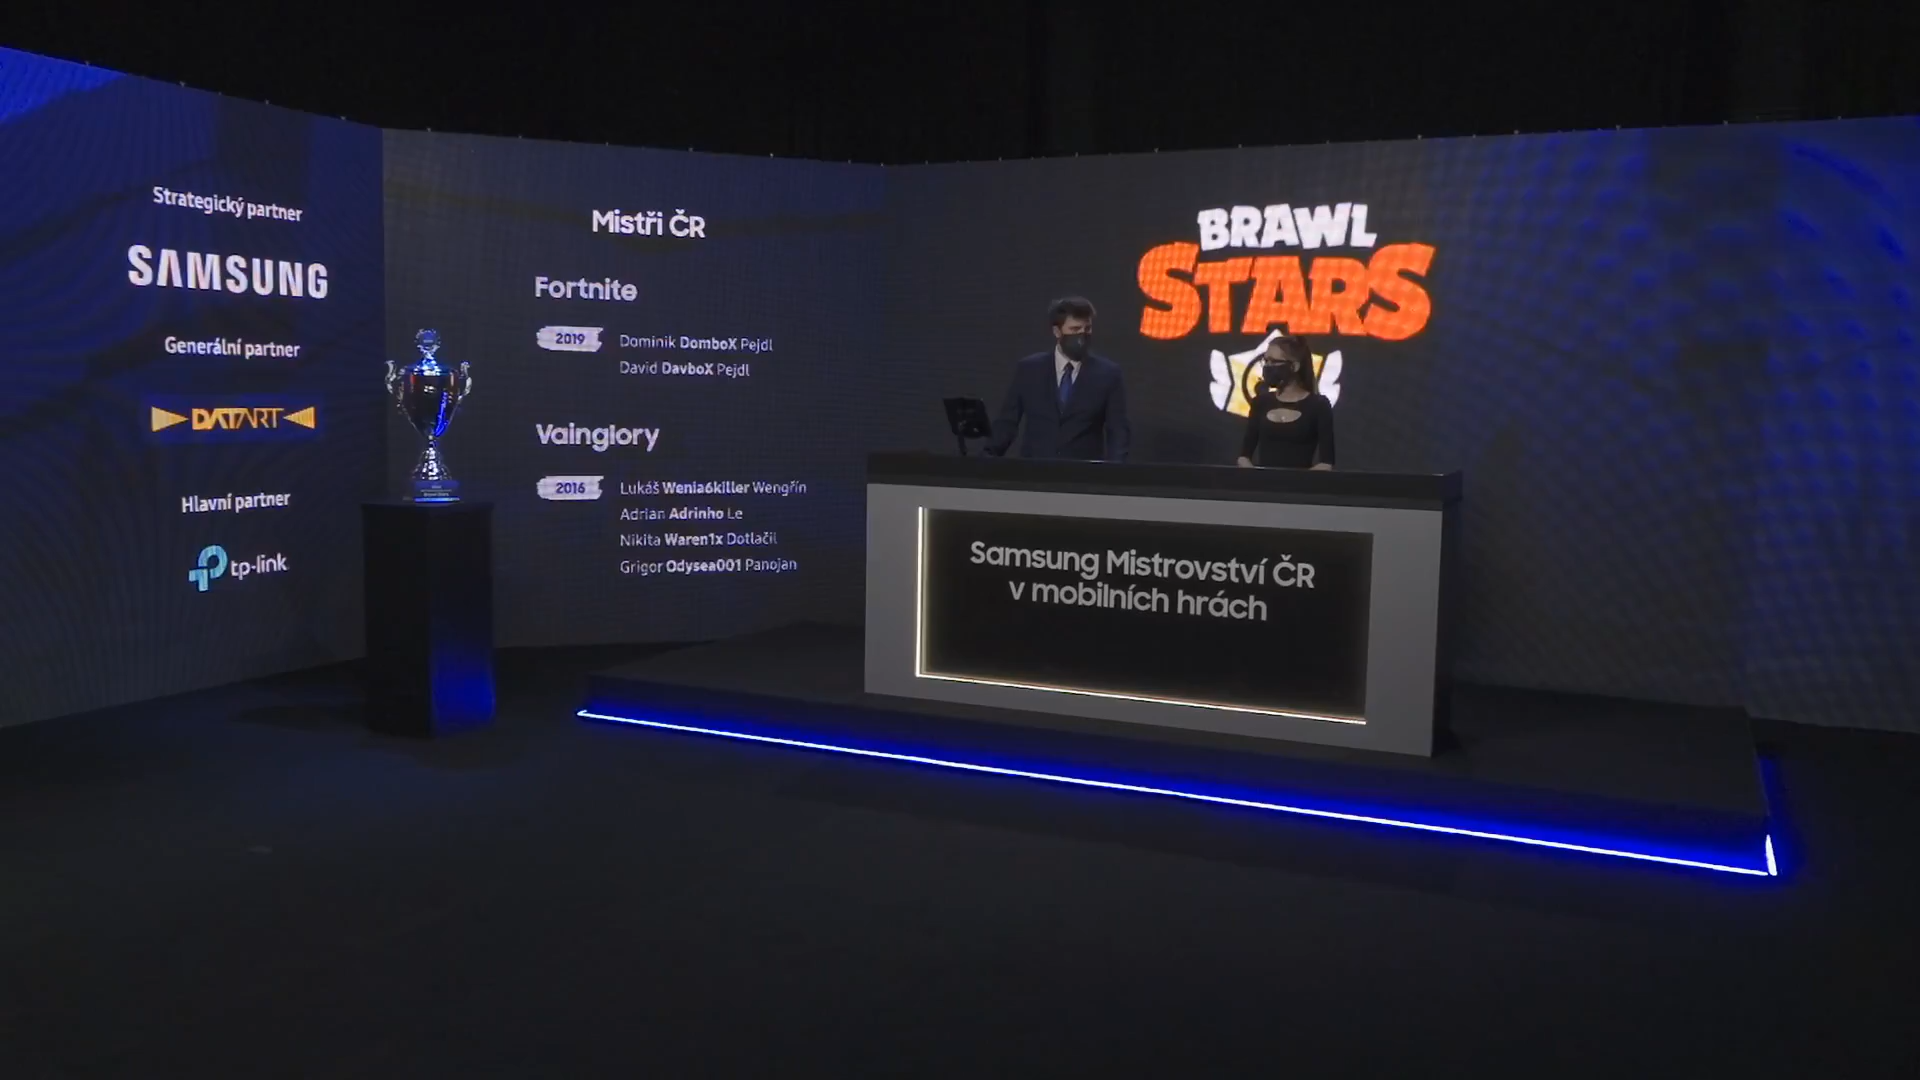 Strategický partner
SAMSUNG
Generální partner
DATART
Hlavní partner
tp-link
Mistři ČR
Fortnite
2019
Dominik DomboX Pejdl
David DavboX Pejdl
Vainglory
2016
Lukáš Wenia6killer Wengřín
Adrian Adrinho Le
Nikita Waren1x Dotlačil
Grigor Odysea001 Panojan
BRAWL
STARS
Samsung Mistrovství ČR
v mobilních hrách